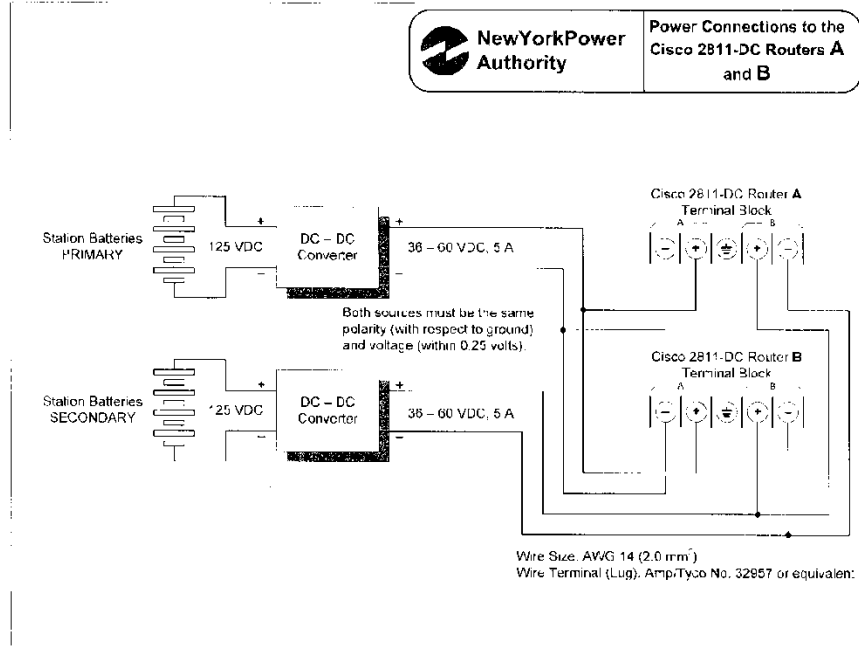 NewYorkPower
Authority
Power Connections to the
Cisco 2811-DC Routers A
and B
Station Batteries
PRIMARY
125 VDC
+
−
DC – DC
Converter
+
−
36 – 60 VDC, 5 A
Both sources must be the same
polarity (with respect to ground)
and voltage (within 0.25 volts).
Cisco 2811-DC Router A
Terminal Block
A B
− + + −
Station Batteries
SECONDARY
125 VDC
+
−
DC – DC
Converter
+
−
36 – 60 VDC, 5 A
Cisco 2811-DC Router B
Terminal Block
A B
− + + −
Wire Size. AWG 14 (2.0 mm²)
Wire Terminal (Lug). Amp/Tyco No. 32957 or equivalent